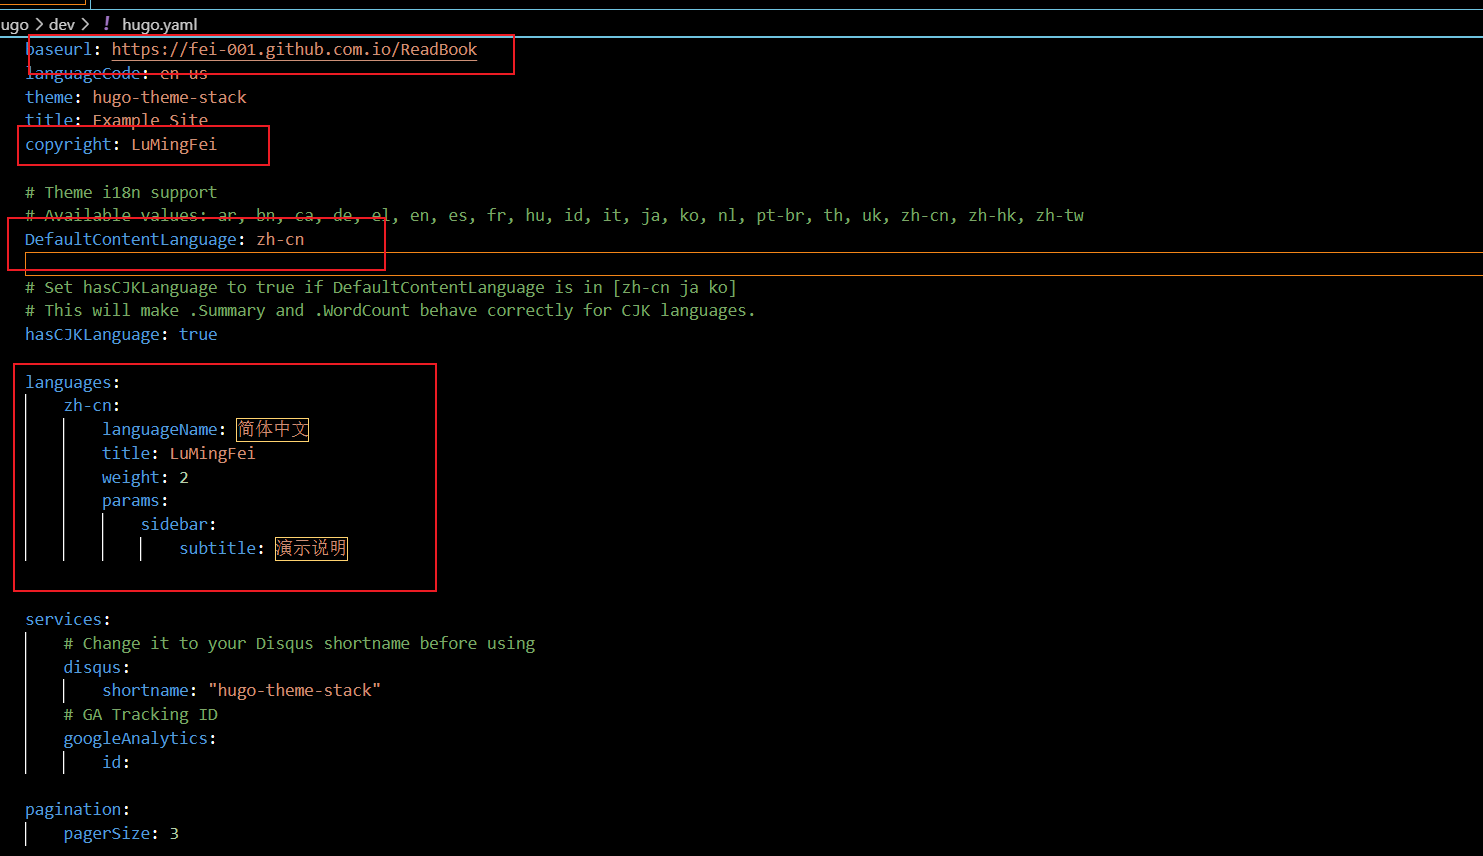 ugo > dev > ! hugo.yaml
baseurl: https://fei-001.github.com.io/ReadBook
languageCode: en-us
theme: hugo-theme-stack
title: Example Site
copyright: LuMingFei
# Theme i18n support
# Available values: ar, bn, ca, de, el, en, es, fr, hu, id, it, ja, ko, nl, pt-br, th, uk, zh-cn, zh-hk, zh-tw
DefaultContentLanguage: zh-cn
# Set hasCJKLanguage to true if DefaultContentLanguage is in [zh-cn ja ko]
# This will make .Summary and .WordCount behave correctly for CJK languages.
hasCJKLanguage: true
languages:
zh-cn:
languageName: 简体中文
title: LuMingFei
weight: 2
params:
sidebar:
subtitle: 演示说明
services:
# Change it to your Disqus shortname before using
disqus:
shortname: "hugo-theme-stack"
# GA Tracking ID
googleAnalytics:
id:
pagination:
pagerSize: 3